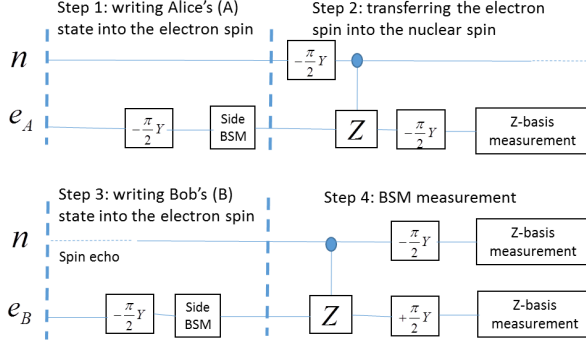 Step 1: writing Alice's (A)
state into the electron spin
Step 2: transferring the electron
spin into the nuclear spin
n
-π/2 Y
e_A
-π/2 Y
Side
BSM
Z
-π/2 Y
Z-basis
measurement
Step 3: writing Bob's (B)
state into the electron spin
Step 4: BSM measurement
n
Spin echo
-π/2 Y
Z-basis
measurement
e_B
-π/2 Y
Side
BSM
Z
+π/2 Y
Z-basis
measurement